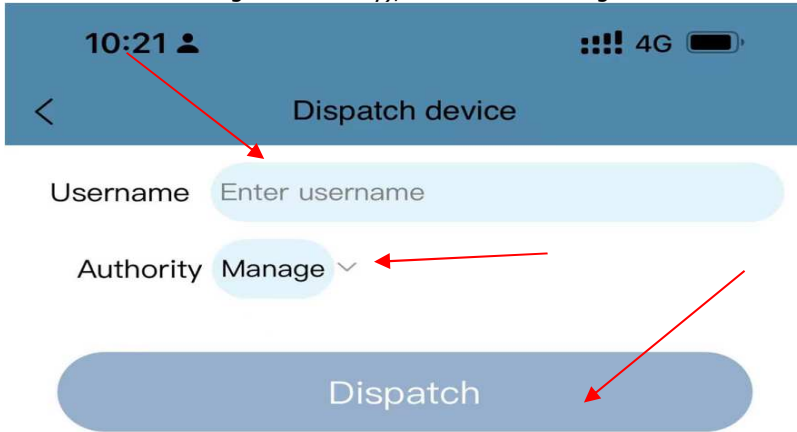 10:21 4G
Dispatch device
Username Enter username
Authority Manage
Dispatch